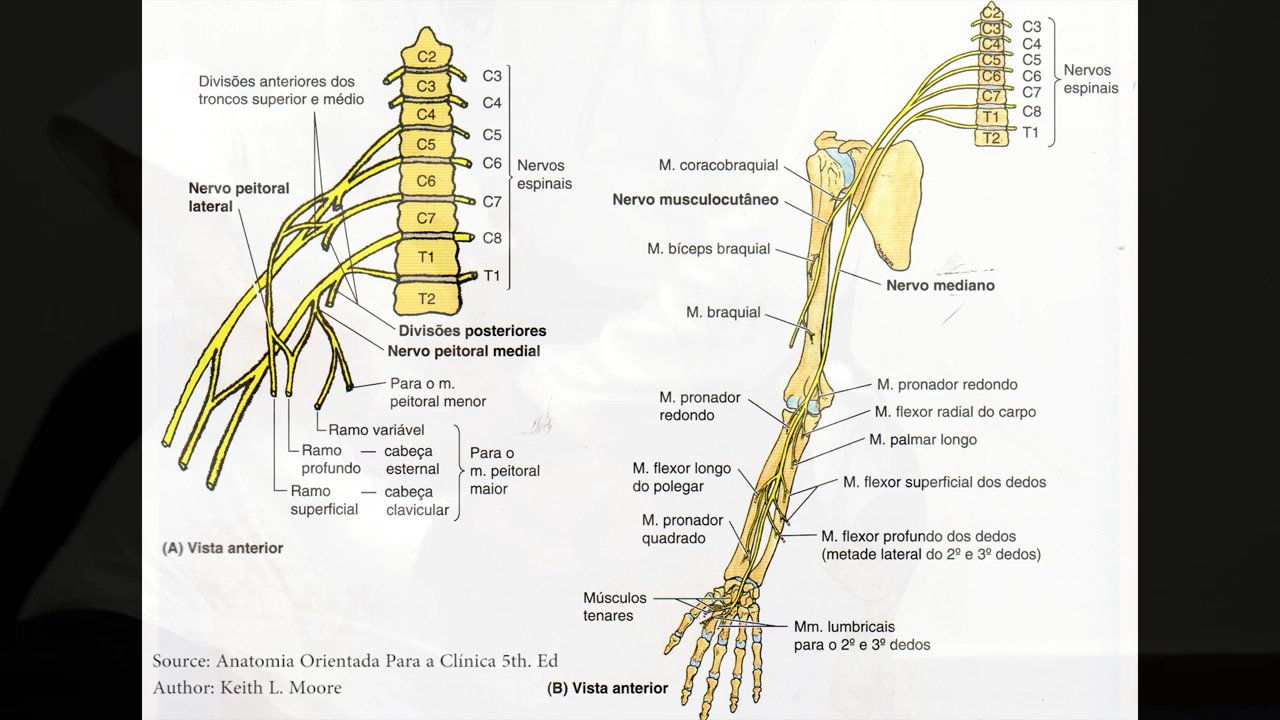 Divisões anteriores dos
troncos superior e médio
C2
C3
C4
C5
C6
C7
T1
T2
C3
C4
C5
C6
C7
C8
T1
Nervos
espinais
Nervo peitoral
lateral
Divisões posteriores
Nervo peitoral medial
Para o m.
peitoral menor
Ramo variável
Ramo — cabeça
profundo esternal
Ramo — cabeça
superficial clavicular
Para o
m. peitoral
maior
(A) Vista anterior
C2
C3
C4
C5
C6
C7
T1
T2
C3
C4
C5
C6
C7
C8
T1
Nervos
espinais
M. coracobraquial
Nervo musculocutâneo
M. bíceps braquial
Nervo mediano
M. braquial
M. pronador redondo
M. pronador
redondo
M. flexor radial do carpo
M. palmar longo
M. flexor longo
do polegar
M. flexor superficial dos dedos
M. pronador
quadrado
M. flexor profundo dos dedos
(metade lateral do 2º e 3º dedos)
Músculos
tenares
Mm. lumbricais
para o 2º e 3º dedos
(B) Vista anterior
Source: Anatomia Orientada Para a Clínica 5th. Ed
Author: Keith L. Moore